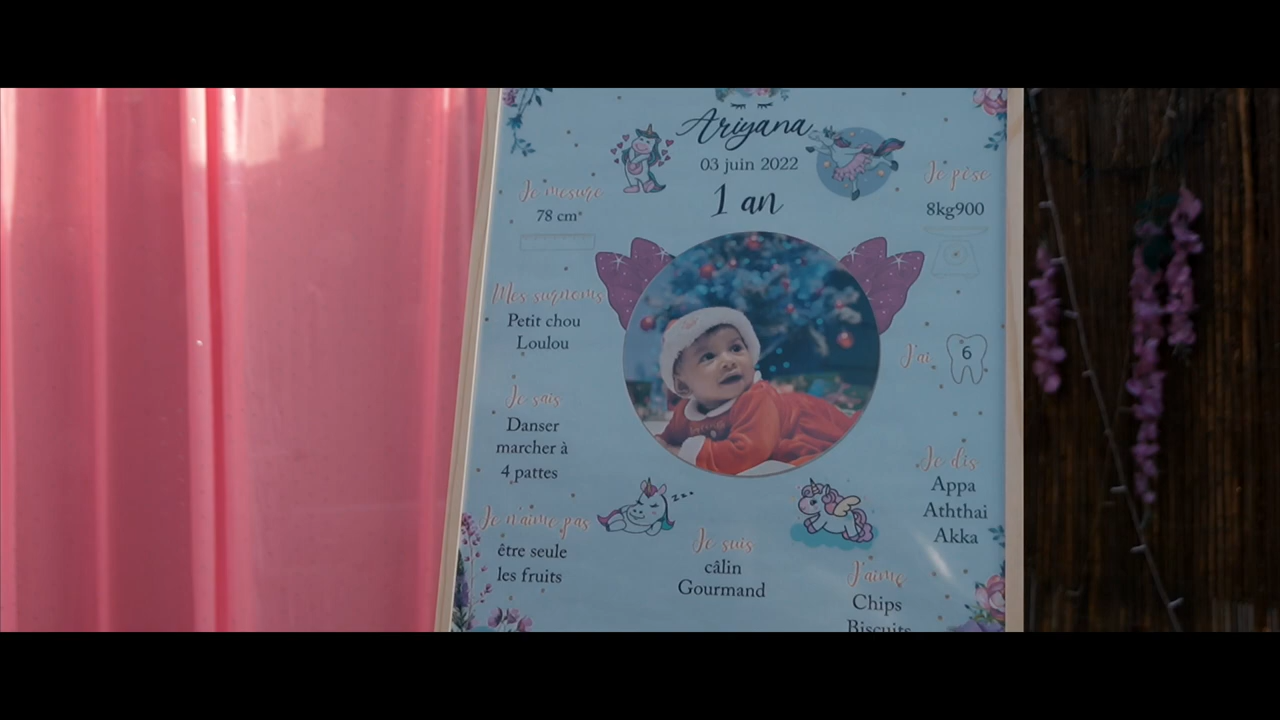 Ariyana
03 juin 2022
1 an
Je mesure
78 cm
Je pèse
8kg900
Mes surnoms
Petit chou
Loulou
J'ai
6
Je sais
Danser
marcher à
4 pattes
Je dis
Appa
Aththai
Akka
Je n'aime pas
être seule
les fruits
zzz
Je suis
câlin
Gourmand
J'aime
Chips
Biscuits